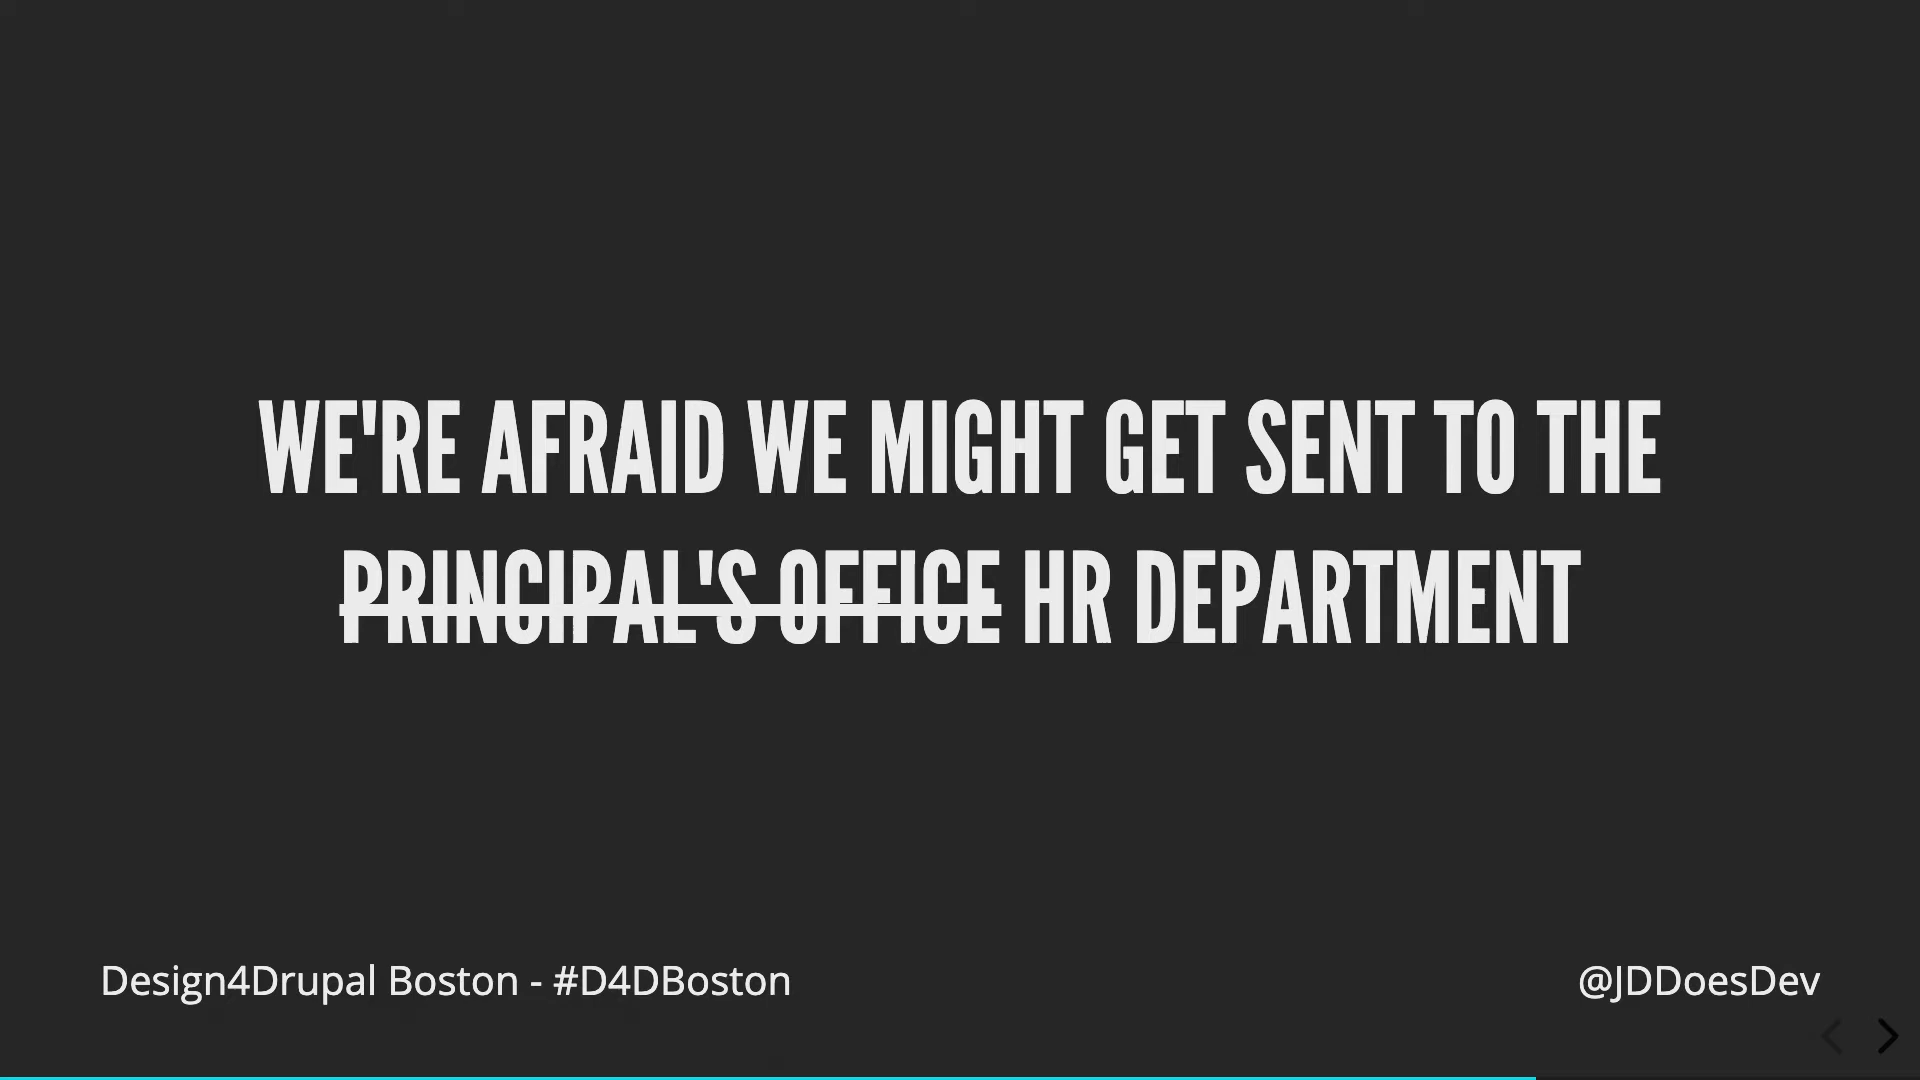 WE'RE AFRAID WE MIGHT GET SENT TO THE
PRINCIPAL'S OFFICE HR DEPARTMENT
Design4Drupal Boston - #D4DBoston
@JDDoesDev